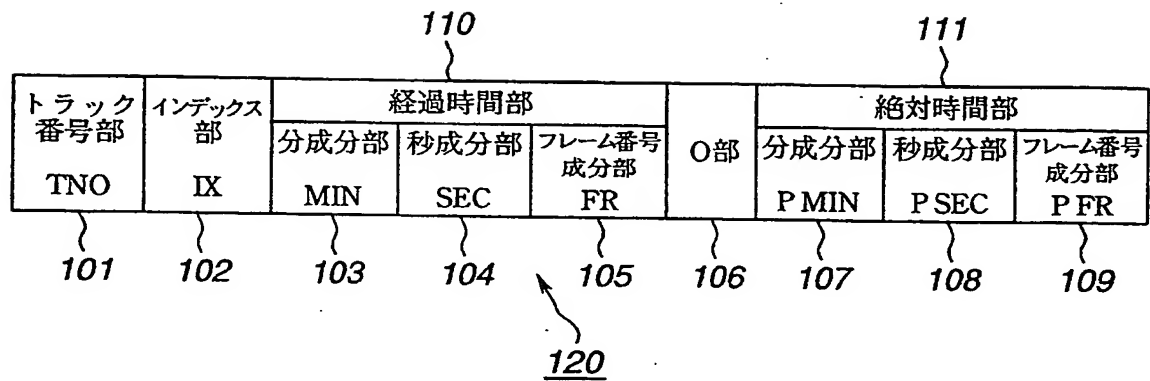 110
111
トラック
番号部
TNO
インデックス
部
IX
経過時間部
分成分部
MIN
秒成分部
SEC
フレーム番号
成分部
FR
O部
絶対時間部
分成分部
P MIN
秒成分部
P SEC
フレーム番号
成分部
P FR
101
102
103
104
105
106
107
108
109
120